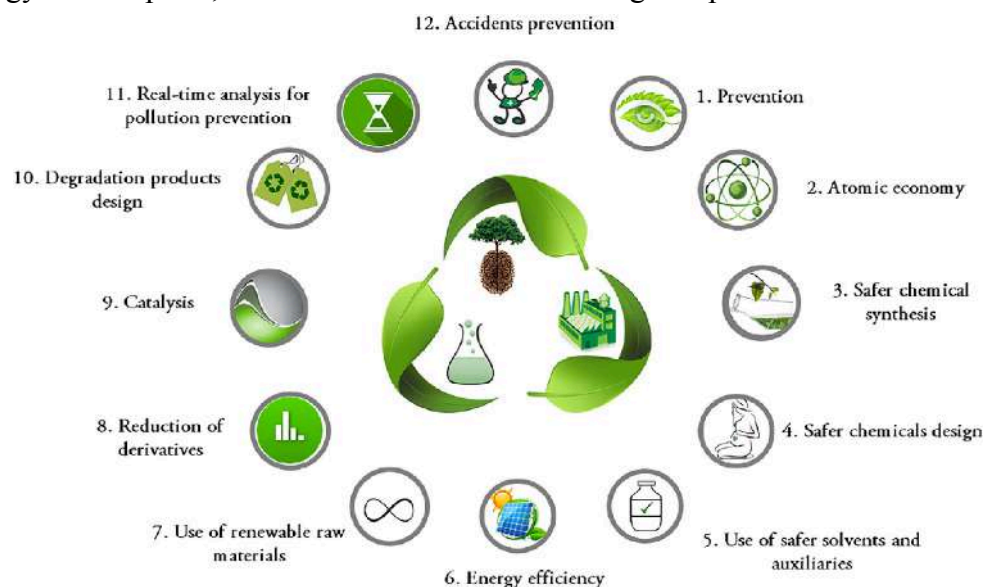 12. Accidents prevention
1. Prevention
2. Atomic economy
3. Safer chemical
synthesis
4. Safer chemicals design
5. Use of safer solvents and
auxiliaries
6. Energy efficiency
7. Use of renewable raw
materials
8. Reduction of
derivatives
9. Catalysis
10. Degradation products
design
11. Real-time analysis for
pollution prevention